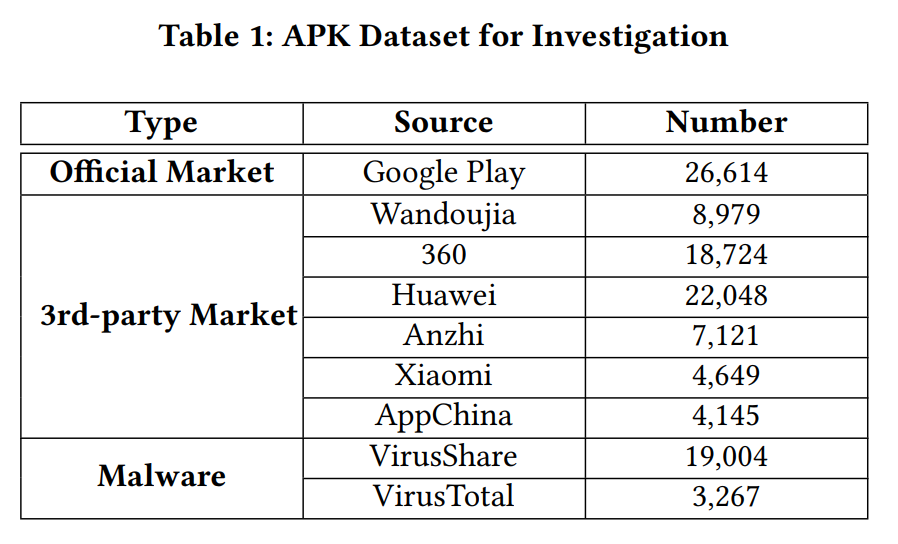 Table 1: APK Dataset for Investigation
Type Source Number
Official Market Google Play 26,614
3rd-party Market Wandoujia 8,979
360 18,724
Huawei 22,048
Anzhi 7,121
Xiaomi 4,649
AppChina 4,145
Malware VirusShare 19,004
VirusTotal 3,267